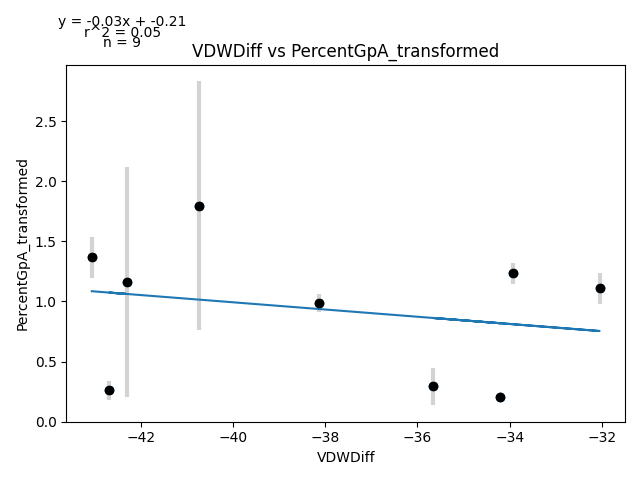 y = -0.03x + -0.21
r^2 = 0.05
n = 9
VDWDiff vs PercentGpA_transformed
PercentGpA_transformed
2.5
2.0
1.5
1.0
0.5
0.0
−42
−40
−38
−36
−34
−32
VDWDiff